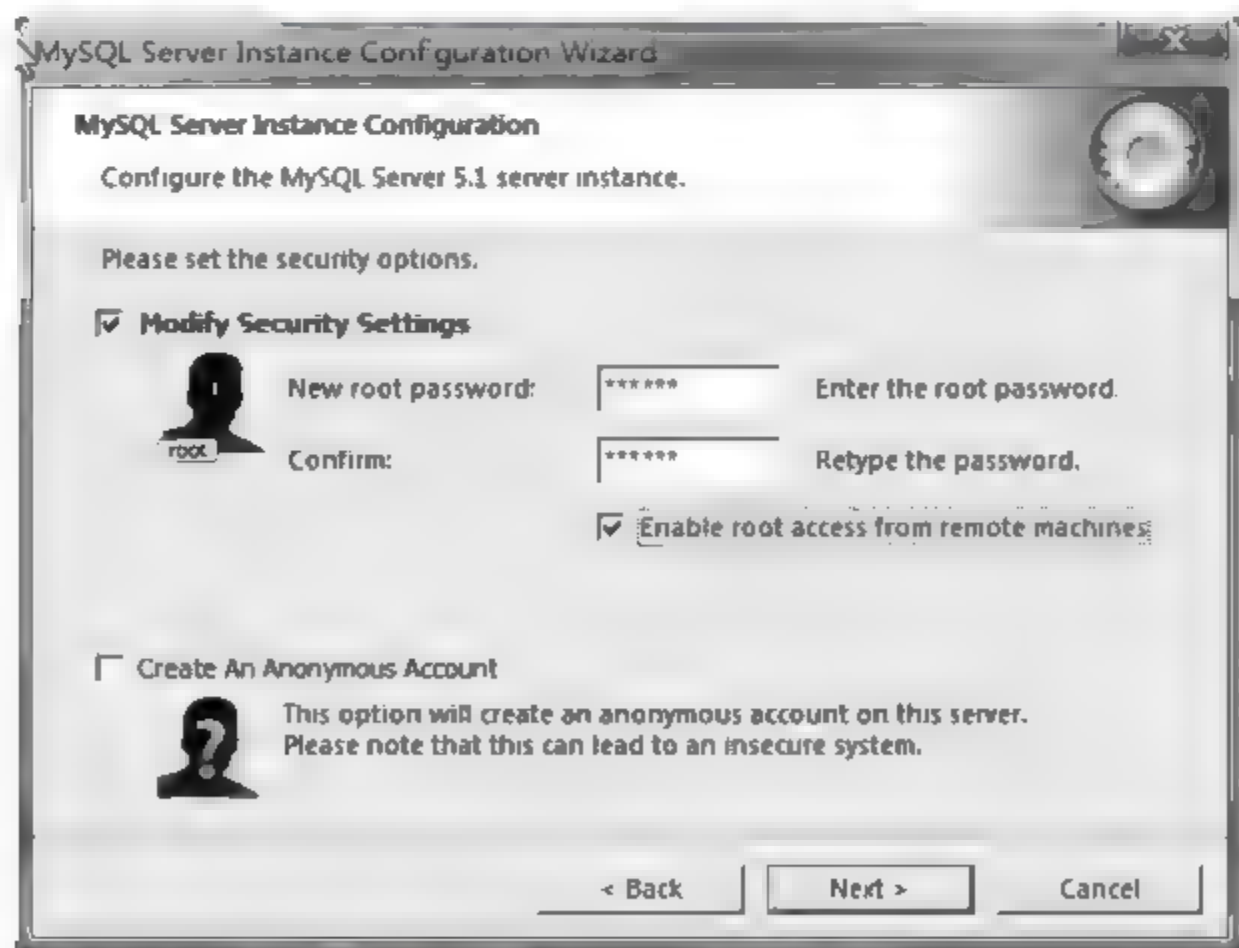 MySQL Server Instance Configuration Wizard
MySQL Server Instance Configuration
Configure the MySQL Server 5.1 server instance.
Please set the security options.
Modify Security Settings
New root password: ****** Enter the root password.
root
Confirm: ****** Retype the password.
Enable root access from remote machines
Create An Anonymous Account
This option will create an anonymous account on this server.
Please note that this can lead to an insecure system.
< Back Next > Cancel